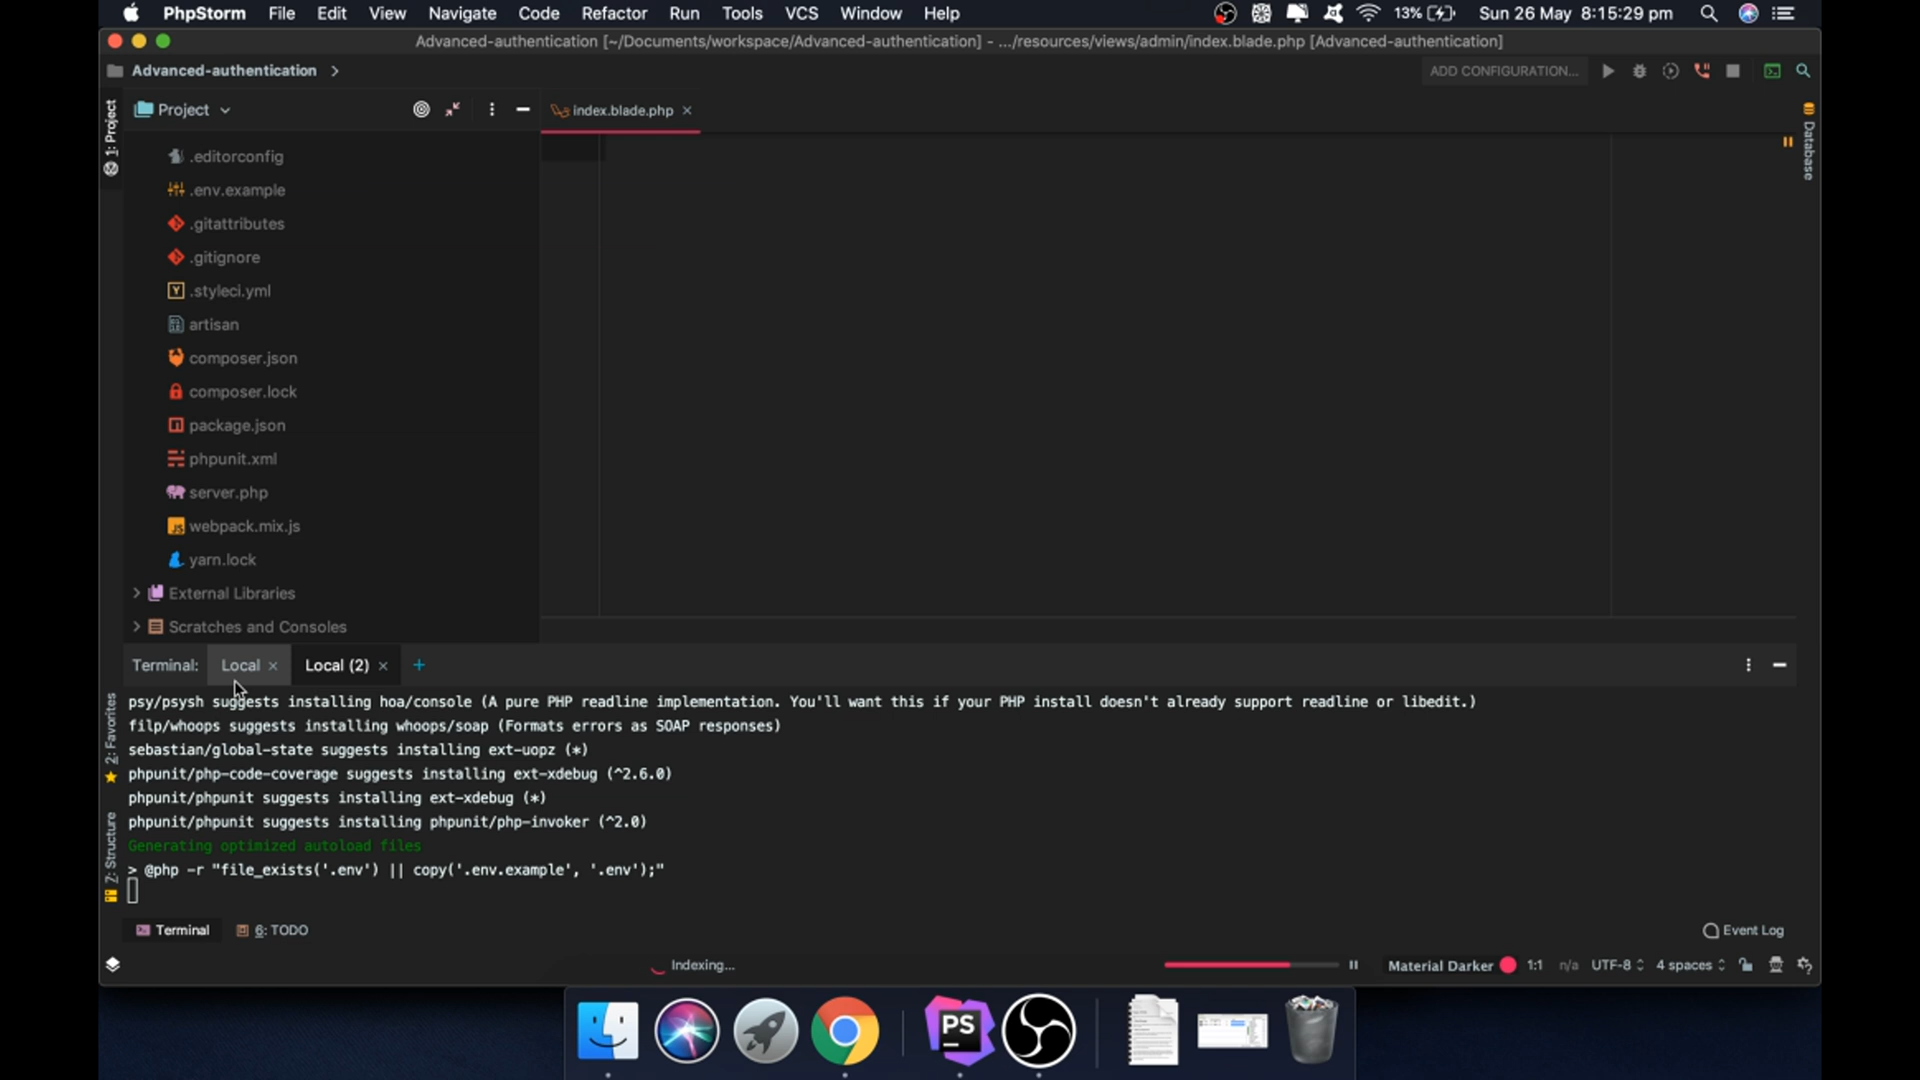 PhpStorm File Edit View Navigate Code Refactor Run Tools VCS Window Help 13% Sun 26 May 8:15:29 pm
Advanced-authentication [~/Documents/workspace/Advanced-authentication] - .../resources/views/admin/index.blade.php [Advanced-authentication]
Advanced-authentication ADD CONFIGURATION...
1: Project
Project
index.blade.php
Database
.editorconfig
.env.example
.gitattributes
.gitignore
.styleci.yml
artisan
composer.json
composer.lock
package.json
phpunit.xml
server.php
webpack.mix.js
yarn.lock
External Libraries
Scratches and Consoles
Terminal: Local Local (2) +
2: Favorites
7: Structure
psy/psysh suggests installing hoa/console (A pure PHP readline implementation. You'll want this if your PHP install doesn't already support readline or libedit.)
filp/whoops suggests installing whoops/soap (Formats errors as SOAP responses)
sebastian/global-state suggests installing ext-uopz (*)
phpunit/php-code-coverage suggests installing ext-xdebug (^2.6.0)
phpunit/phpunit suggests installing ext-xdebug (*)
phpunit/phpunit suggests installing phpunit/php-invoker (^2.0)
Generating optimized autoload files
> @php -r "file_exists('.env') || copy('.env.example', '.env');"
Terminal 6: TODO Event Log
Indexing... Material Darker 1:1 n/a UTF-8 4 spaces
PS